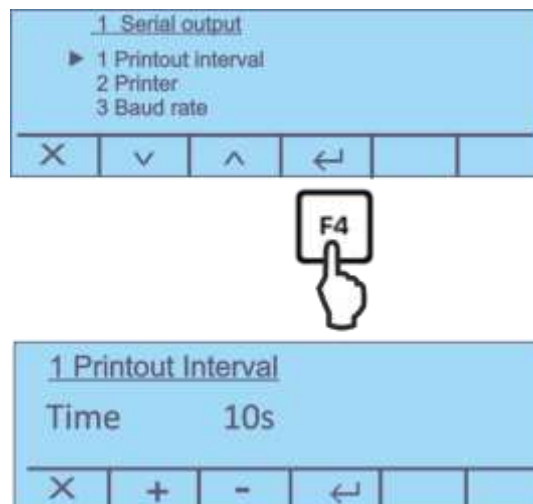 1 Serial output
► 1 Printout interval
2 Printer
3 Baud rate
F4
1 Printout Interval
Time 10s
+ -